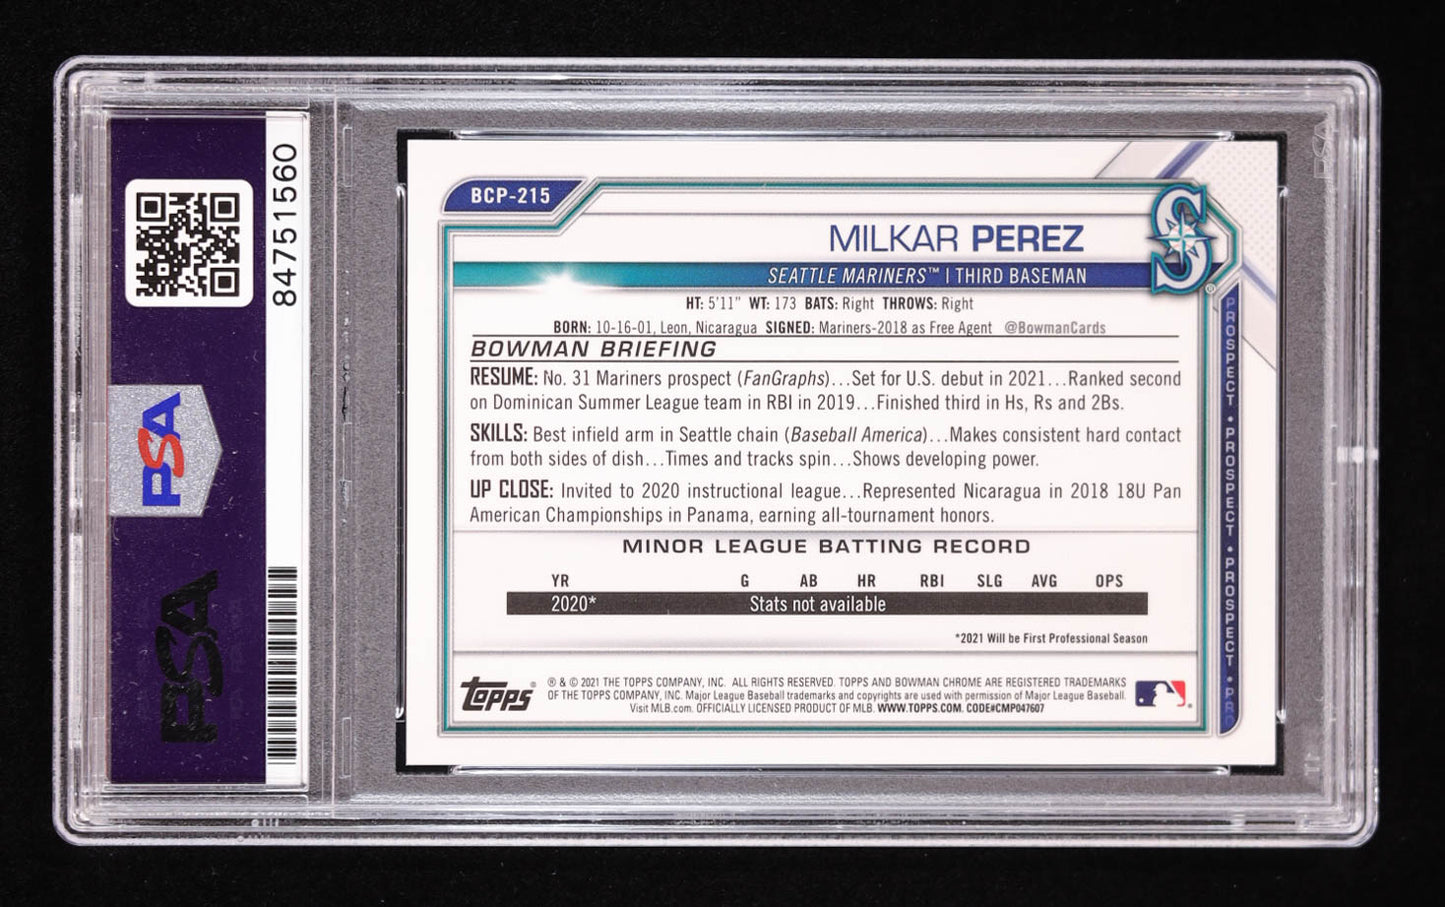 84751560
PSA
PSA
BCP-215
MILKAR PEREZ
SEATTLE MARINERS™ | THIRD BASEMAN
HT: 5'11" WT: 173 BATS: Right THROWS: Right
BORN: 10-16-01, Leon, Nicaragua SIGNED: Mariners-2018 as Free Agent @BowmanCards
BOWMAN BRIEFING
RESUME: No. 31 Mariners prospect (FanGraphs)...Set for U.S. debut in 2021...Ranked second
on Dominican Summer League team in RBI in 2019...Finished third in Hs, Rs and 2Bs.
SKILLS: Best infield arm in Seattle chain (Baseball America)...Makes consistent hard contact
from both sides of dish...Times and tracks spin...Shows developing power.
UP CLOSE: Invited to 2020 instructional league...Represented Nicaragua in 2018 18U Pan
American Championships in Panama, earning all-tournament honors.
MINOR LEAGUE BATTING RECORD
YR G AB HR RBI SLG AVG OPS
2020* Stats not available
*2021 Will be First Professional Season
topps®
® & © 2021 THE TOPPS COMPANY, INC. ALL RIGHTS RESERVED. TOPPS AND BOWMAN CHROME ARE REGISTERED TRADEMARKS
OF THE TOPPS COMPANY, INC. Major League Baseball trademarks and copyrights are used with permission of Major League Baseball.
Visit MLB.com. OFFICIALLY LICENSED PRODUCT OF MLB. WWW.TOPPS.COM. CODE#CMP047607
S®
PROSPECT • PROSPECT • PROSPECT • PR
PSA